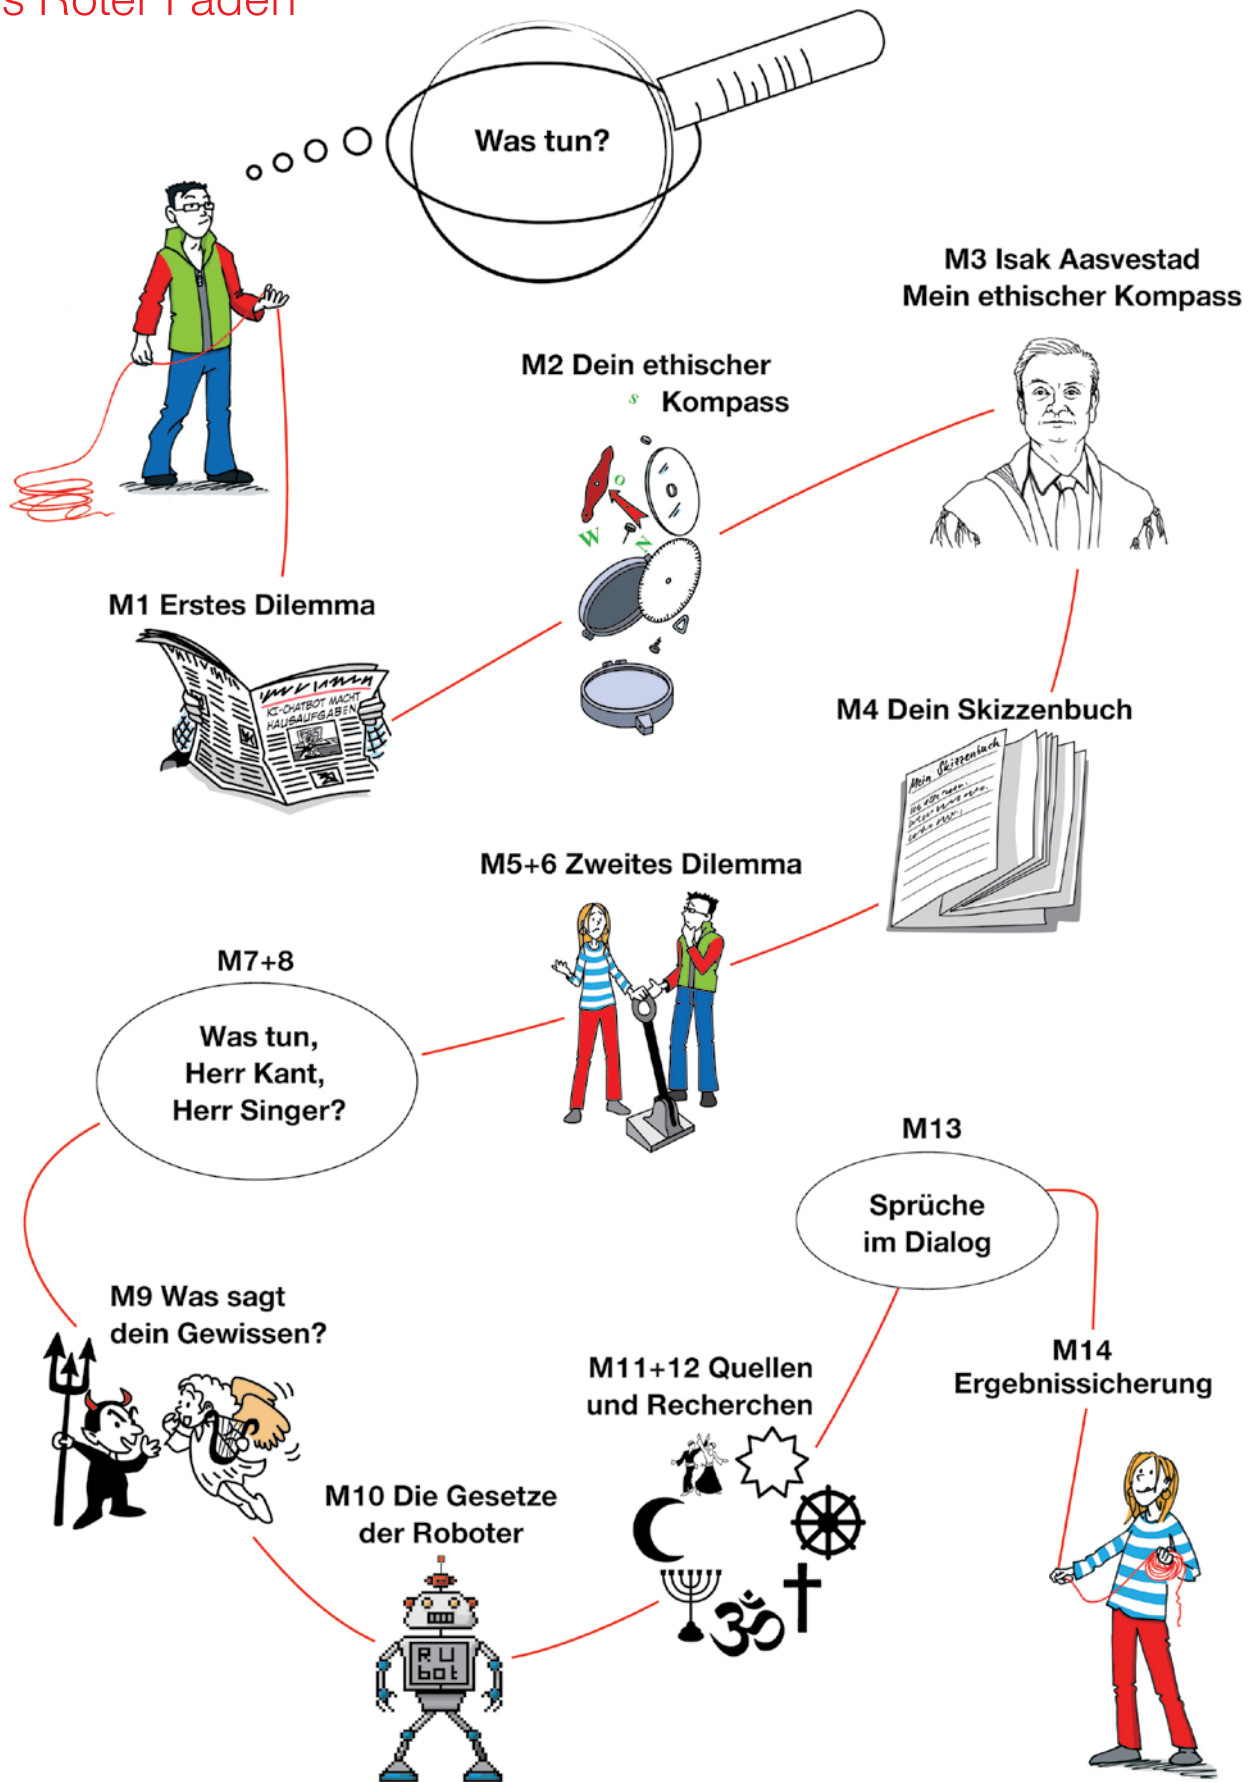 s Roter Faden
Was tun?
M3 Isak Aasvestad
Mein ethischer Kompass
M2 Dein ethischer
Kompass
S
O
W
N
M1 Erstes Dilemma
KI-CHATBOT MACHT
HAUSAUFGABEN
M4 Dein Skizzenbuch
Mein Skizzenbuch
M5+6 Zweites Dilemma
M7+8
Was tun,
Herr Kant,
Herr Singer?
M13
Sprüche
im Dialog
M9 Was sagt
dein Gewissen?
M11+12 Quellen
und Recherchen
M14
Ergebnissicherung
M10 Die Gesetze
der Roboter
RU
bot
ॐ